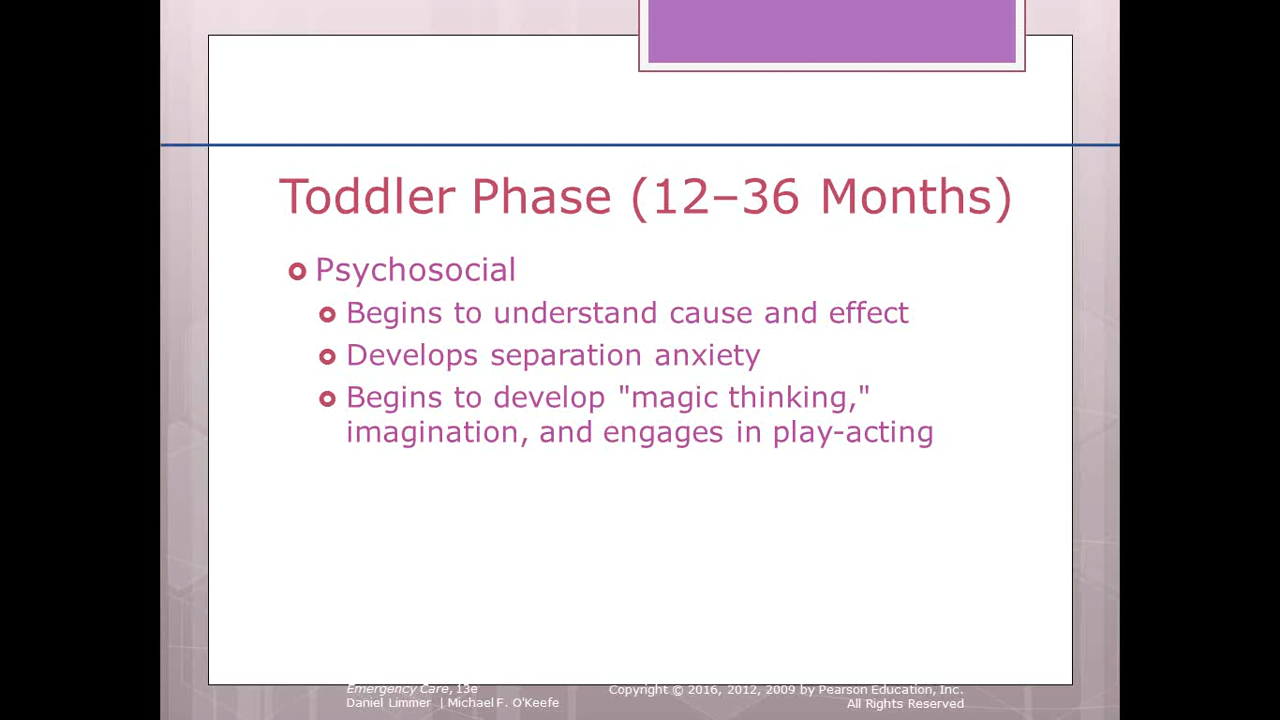 Toddler Phase (12–36 Months)
Psychosocial
Begins to understand cause and effect
Develops separation anxiety
Begins to develop "magic thinking,"
imagination, and engages in play-acting
Emergency Care, 13e
Daniel Limmer | Michael F. O'Keefe
Copyright © 2016, 2012, 2009 by Pearson Education, Inc.
All Rights Reserved